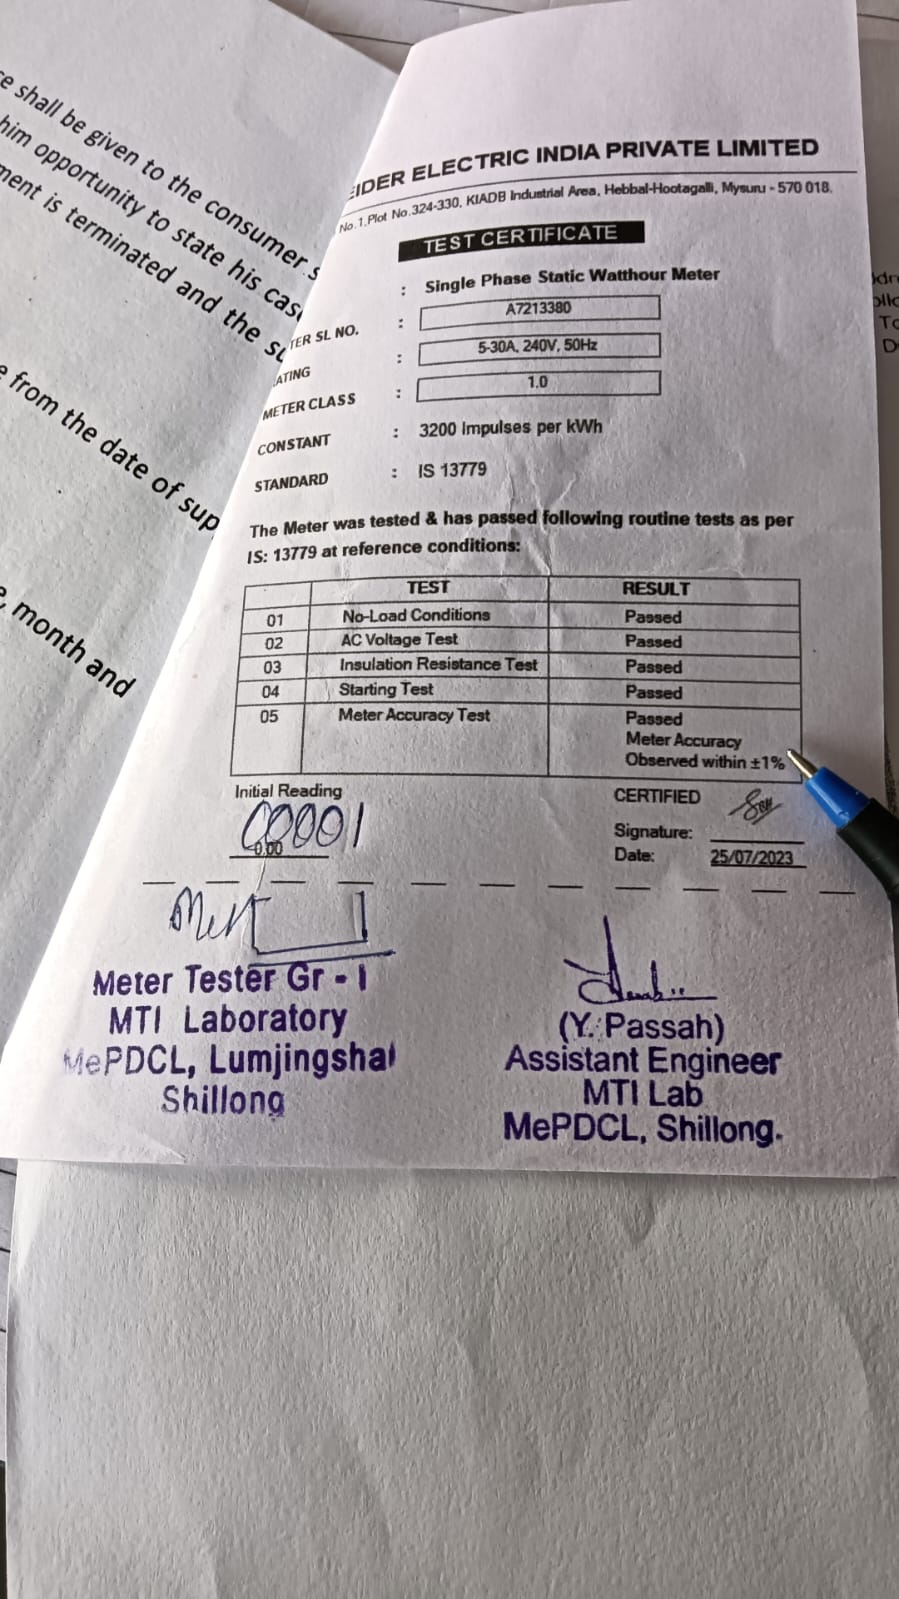 e shall be given to the consumer s
him opportunity to state his cas
ment is terminated and the su
e from the date of sup
, month and
EIDER ELECTRIC INDIA PRIVATE LIMITED
No.1,Plot No.324-330, KIADB Industrial Area, Hebbal-Hootagalli, Mysuru - 570 018.
TEST CERTIFICATE
: Single Phase Static Watthour Meter
TER SL NO. : A7213380
ATING : 5-30A, 240V, 50Hz
METER CLASS : 1.0
CONSTANT : 3200 Impulses per kWh
STANDARD : IS 13779
The Meter was tested & has passed following routine tests as per
IS: 13779 at reference conditions:
TEST RESULT
01 No-Load Conditions Passed
02 AC Voltage Test Passed
03 Insulation Resistance Test Passed
04 Starting Test Passed
05 Meter Accuracy Test Passed
Meter Accuracy
Observed within ±1%
Initial Reading
00001
0.00
CERTIFIED
Signature:
Date: 25/07/2023
Meter Tester Gr - I
MTI Laboratory
MePDCL, Lumjingshai
Shillong
(Y. Passah)
Assistant Engineer
MTI Lab
MePDCL, Shillong.